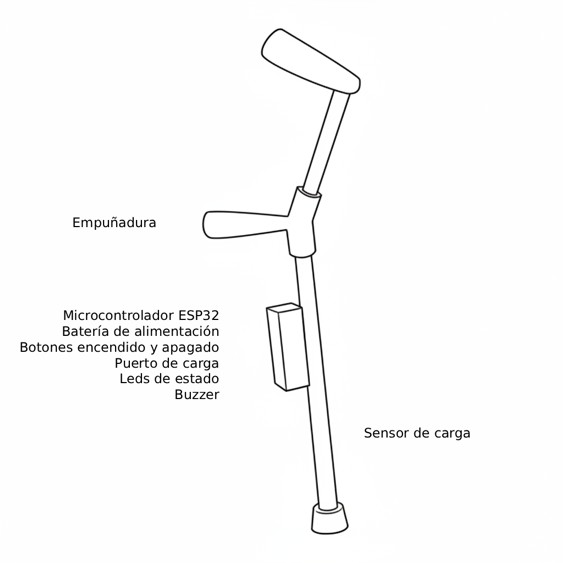 Empuñadura
Microcontrolador ESP32
Batería de alimentación
Botones encendido y apagado
Puerto de carga
Leds de estado
Buzzer
Sensor de carga